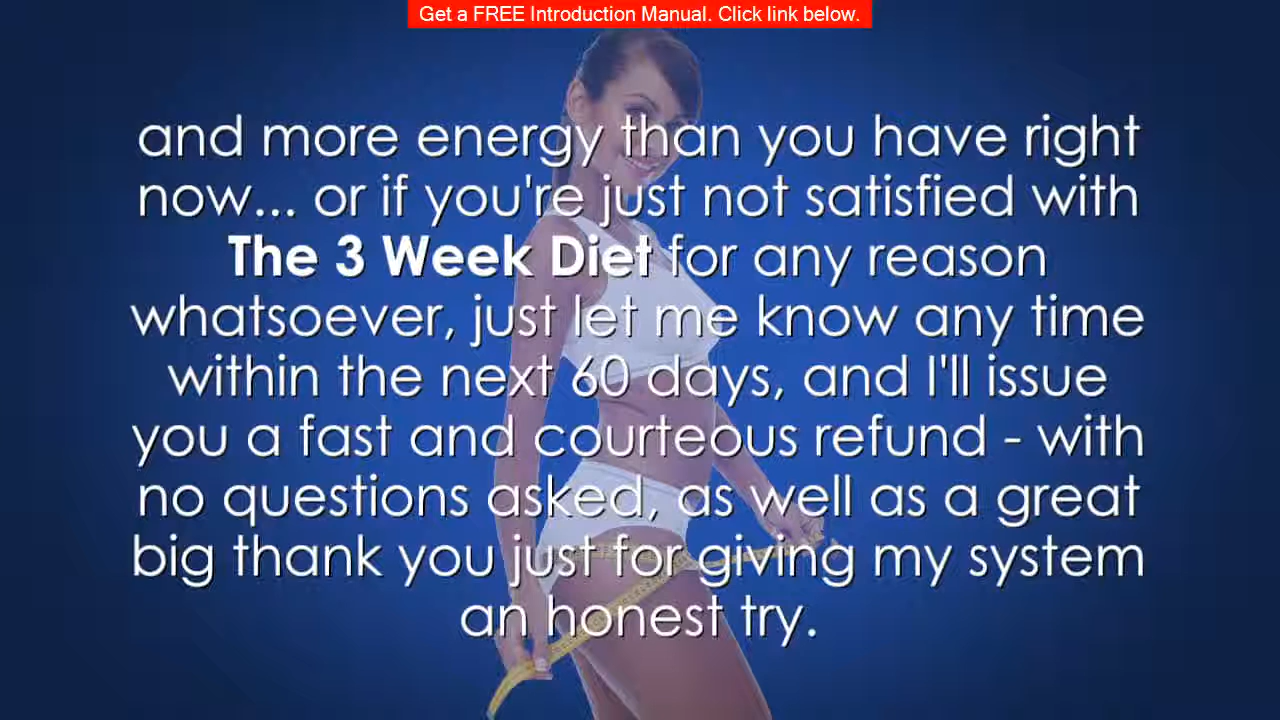 Get a FREE Introduction Manual. Click link below.
and more energy than you have right
now... or if you're just not satisfied with
The 3 Week Diet for any reason
whatsoever, just let me know any time
within the next 60 days, and I'll issue
you a fast and courteous refund - with
no questions asked, as well as a great
big thank you just for giving my system
an honest try.